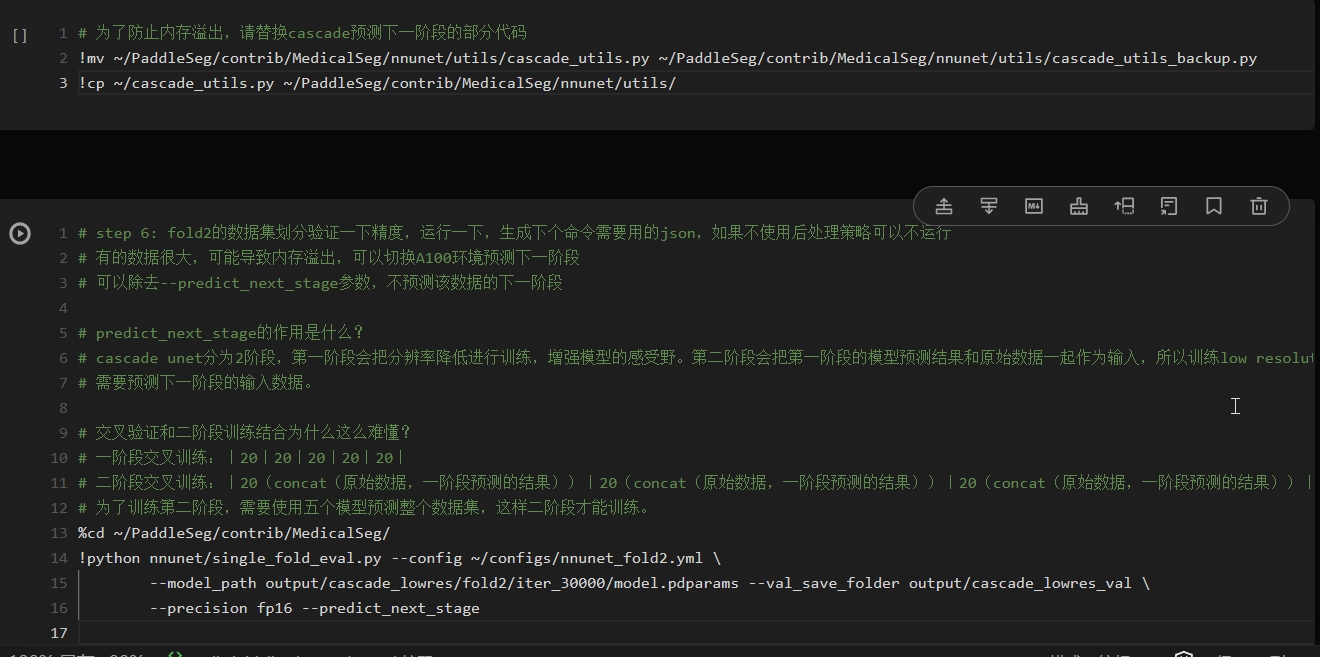 [ ]
1 # 为了防止内存溢出，请替换cascade预测下一阶段的部分代码
2 !mv ~/PaddleSeg/contrib/MedicalSeg/nnunet/utils/cascade_utils.py ~/PaddleSeg/contrib/MedicalSeg/nnunet/utils/cascade_utils_backup.py
3 !cp ~/cascade_utils.py ~/PaddleSeg/contrib/MedicalSeg/nnunet/utils/
M↓
1 # step 6: fold2的数据集划分验证一下精度，运行一下，生成下个命令需要用的json，如果不使用后处理策略可以不运行
2 # 有的数据很大，可能导致内存溢出，可以切换A100环境预测下一阶段
3 # 可以除去--predict_next_stage参数，不预测该数据的下一阶段
4
5 # predict_next_stage的作用是什么？
6 # cascade unet分为2阶段，第一阶段会把分辨率降低进行训练，增强模型的感受野。第二阶段会把第一阶段的模型预测结果和原始数据一起作为输入，所以训练low resolut
7 # 需要预测下一阶段的输入数据。
8
9 # 交叉验证和二阶段训练结合为什么这么难懂？
10 # 一阶段交叉训练：｜20｜20｜20｜20｜20｜
11 # 二阶段交叉训练：｜20（concat（原始数据，一阶段预测的结果））｜20（concat（原始数据，一阶段预测的结果））｜20（concat（原始数据，一阶段预测的结果））｜
12 # 为了训练第二阶段，需要使用五个模型预测整个数据集，这样二阶段才能训练。
13 %cd ~/PaddleSeg/contrib/MedicalSeg/
14 !python nnunet/single_fold_eval.py --config ~/configs/nnunet_fold2.yml \
15 --model_path output/cascade_lowres/fold2/iter_30000/model.pdparams --val_save_folder output/cascade_lowres_val \
16 --precision fp16 --predict_next_stage
17